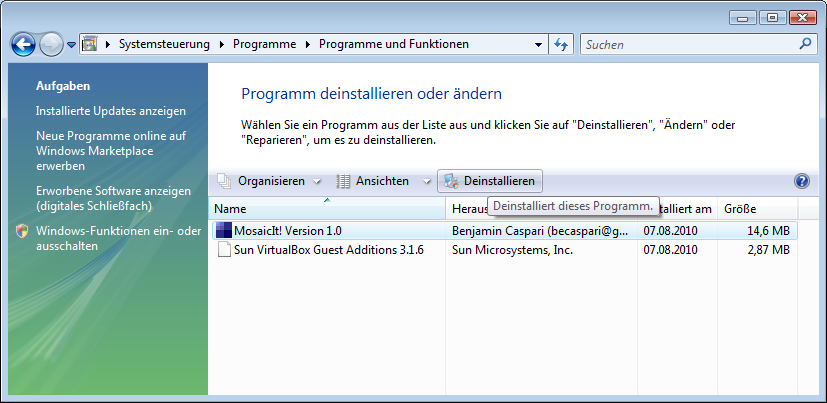 Systemsteuerung Programme Programme und Funktionen Suchen
Aufgaben
Installierte Updates anzeigen
Neue Programme online auf
Windows Marketplace
erwerben
Erworbene Software anzeigen
(digitales Schließfach)
Windows-Funktionen ein- oder
ausschalten
Programm deinstallieren oder ändern
Wählen Sie ein Programm aus der Liste aus und klicken Sie auf "Deinstallieren", "Ändern" oder
"Reparieren", um es zu deinstallieren.
Organisieren Ansichten Deinstallieren
Deinstalliert dieses Programm.
Name Heraus talliert am Größe
MosaicIt! Version 1.0 Benjamin Caspari (becaspari@g... 07.08.2010 14,6 MB
Sun VirtualBox Guest Additions 3.1.6 Sun Microsystems, Inc. 07.08.2010 2,87 MB